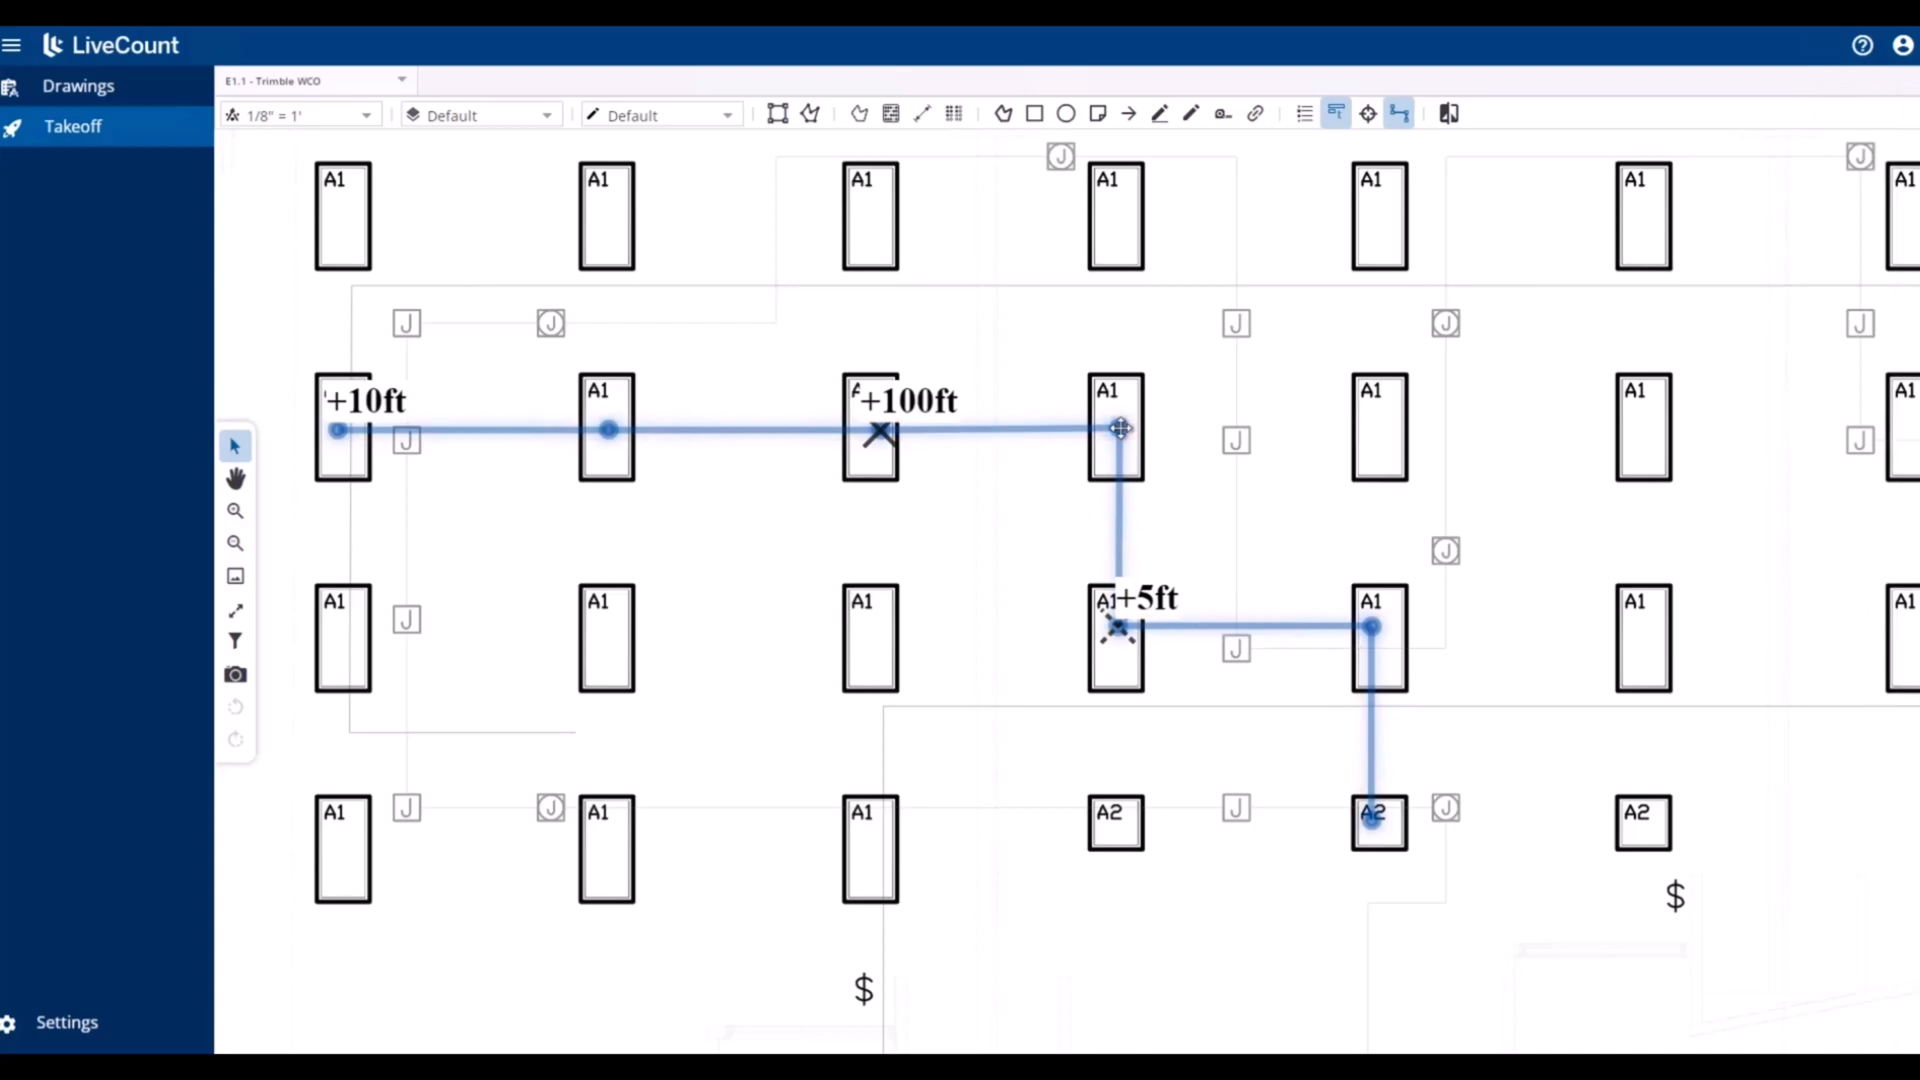 LiveCount
Drawings
Takeoff
Settings
E1.1 - Trimble WCO
1/8" = 1'
Default
Default
J J
A1 A1 A1 A1 A1 A1 A1
J J J J J
A1 A1 A1 A1 A1
+10ft
+100ft
J J J
J
A1 A1 A1 A1 A1 A1 A1
+5ft
J J
A1 J J A1 A1 A2 J A2 J A2
$
$